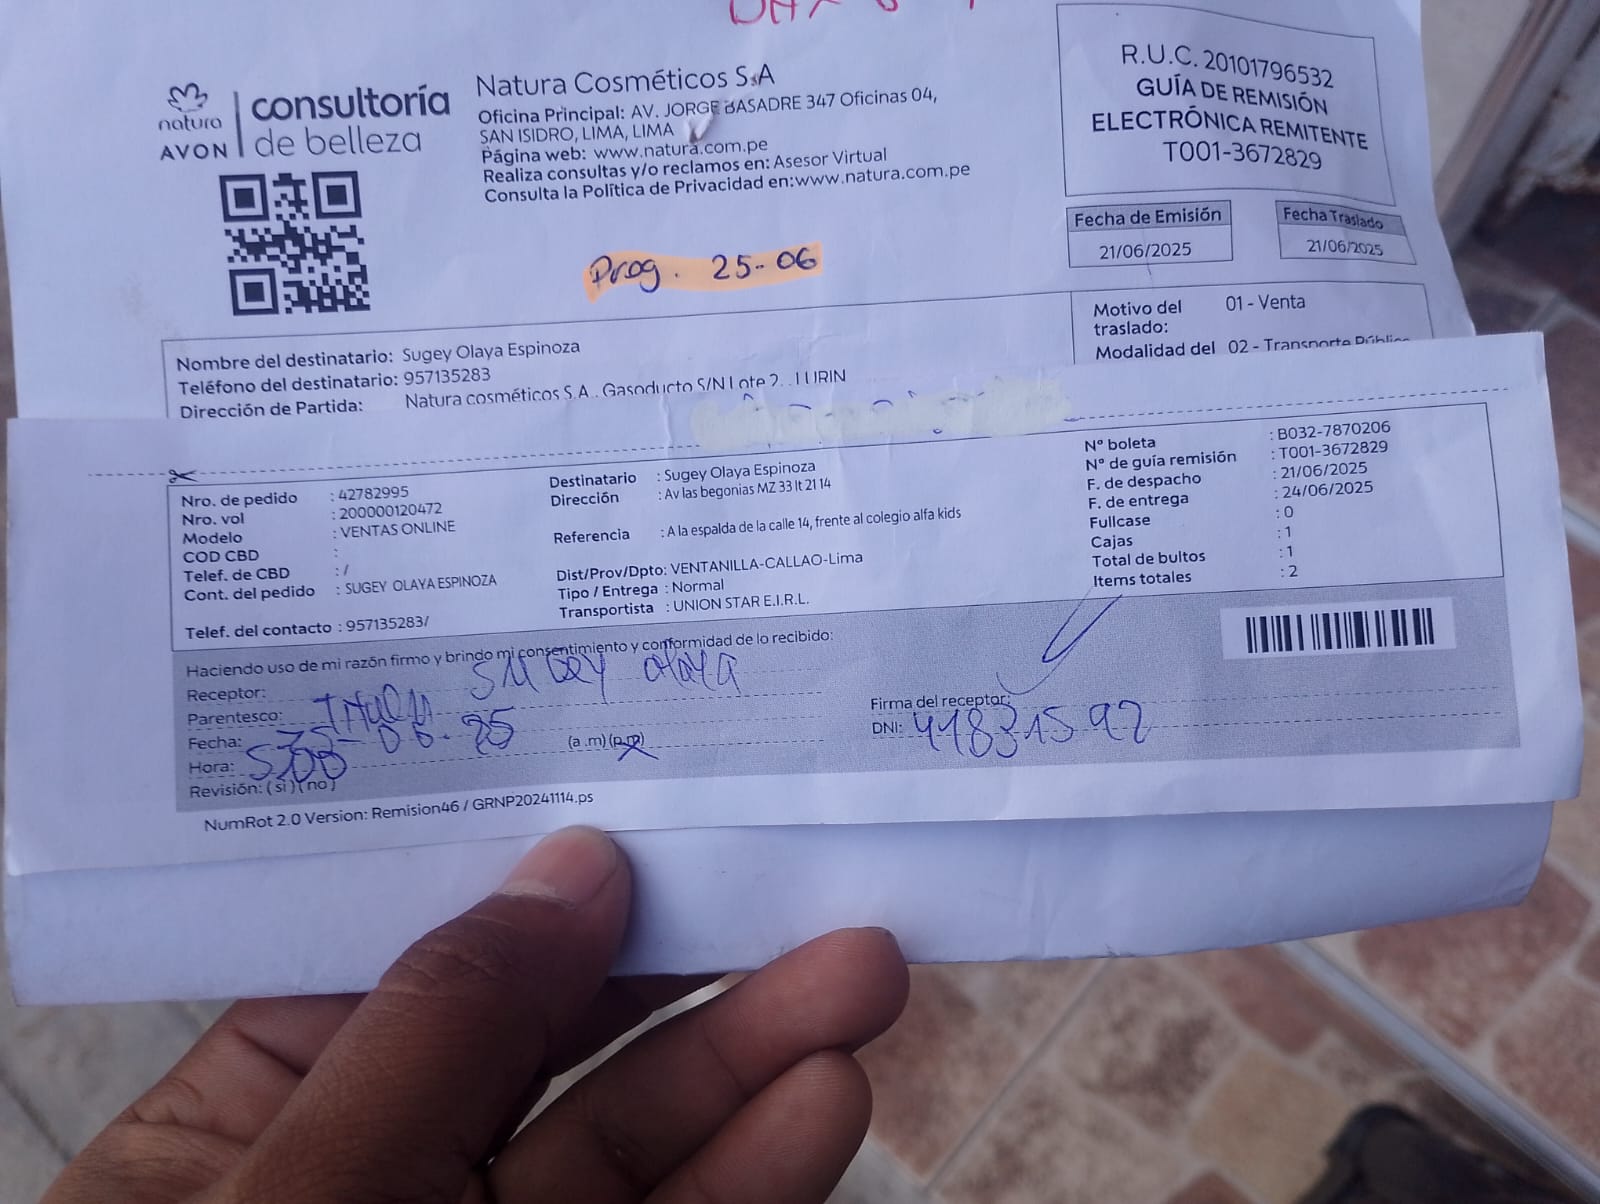 natura
AVON
consultoría
de belleza
Natura Cosméticos S.A
Oficina Principal: AV. JORGE BASADRE 347 Oficinas 04,
SAN ISIDRO, LIMA, LIMA
Página web: www.natura.com.pe
Realiza consultas y/o reclamos en: Asesor Virtual
Consulta la Política de Privacidad en:www.natura.com.pe
R.U.C. 20101796532
GUÍA DE REMISIÓN
ELECTRÓNICA REMITENTE
T001-3672829
Fecha de Emisión
21/06/2025
Fecha Traslado
21/06/2025
Prog. 25-06
Nombre del destinatario: Sugey Olaya Espinoza
Teléfono del destinatario: 957135283
Dirección de Partida: Natura cosméticos S.A., Gasoducto S/N Lote 2, LURIN
Motivo del traslado: 01 - Venta
Modalidad del 02 - Transporte Público
Nro. de pedido : 42782995
Nro. vol : 200000120472
Modelo : VENTAS ONLINE
COD CBD :
Telef. de CBD : /
Cont. del pedido : SUGEY OLAYA ESPINOZA
Telef. del contacto : 957135283/
Destinatario : Sugey Olaya Espinoza
Dirección : Av las begonias MZ 33 lt 21 14
Referencia : A la espalda de la calle 14, frente al colegio alfa kids
Dist/Prov/Dpto: VENTANILLA-CALLAO-Lima
Tipo / Entrega : Normal
Transportista : UNION STAR E.I.R.L.
N° boleta : B032-7870206
N° de guía remisión : T001-3672829
F. de despacho : 21/06/2025
F. de entrega : 24/06/2025
Fullcase : 0
Cajas : 1
Total de bultos : 1
Items totales : 2
Haciendo uso de mi razón firmo y brindo mi consentimiento y conformidad de lo recibido:
Receptor: Sugey Olaya
Parentesco:
Fecha: 25-06-25
Hora: (a.m)(p.m)
Revisión: (si)(no)
Firma del receptor:
DNI:
NumRot 2.0 Version: Remision46 / GRNP20241114.ps